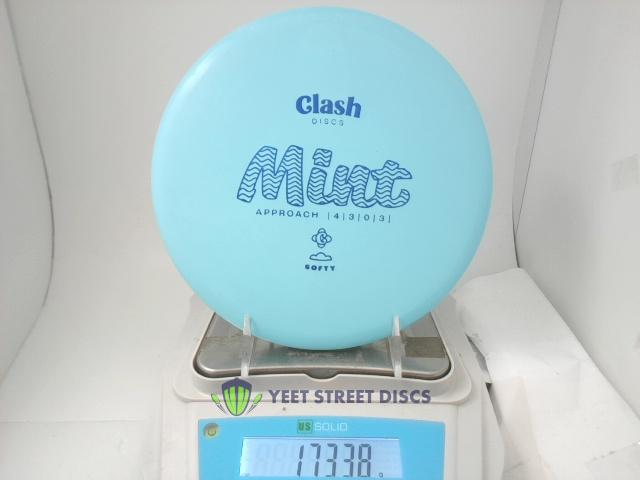 Clash
DISCS
Mint
APPROACH |4|3|0|3|
SOFTY
YEET STREET DISCS
US SOLID
173.38 g